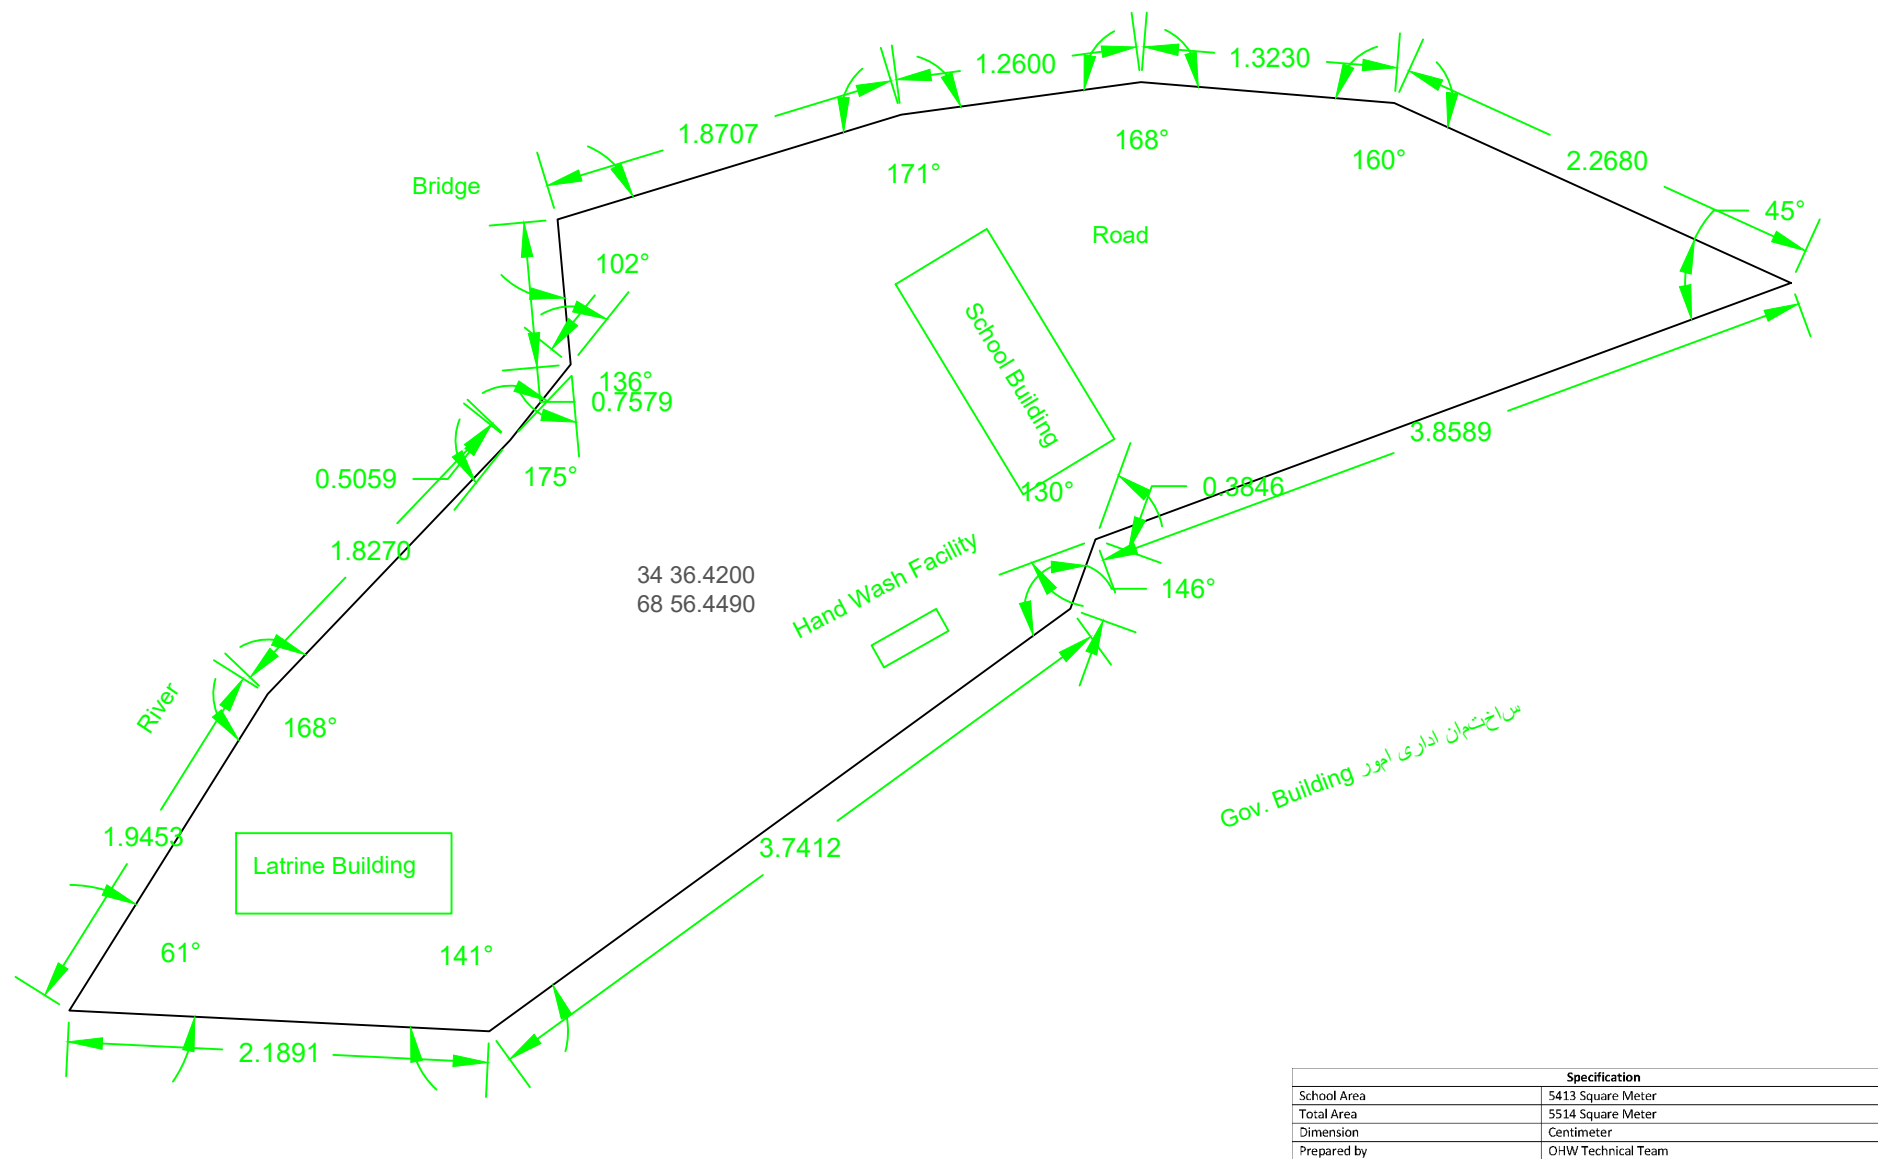 1.2600
1.3230
1.8707
168°
160°
2.2680
171°
Bridge
45°
Road
102°
School Building
136°
0.7579
3.8589
0.5059
175°
130°
0.3846
1.8270
34 36.4200
68 56.4490
Hand Wash Facility
146°
River
168°
Gov. Building ساختمان اداری امور
1.9453
3.7412
Latrine Building
61°
141°
2.1891
Specification
School Area 5413 Square Meter
Total Area 5514 Square Meter
Dimension Centimeter
Prepared by OHW Technical Team